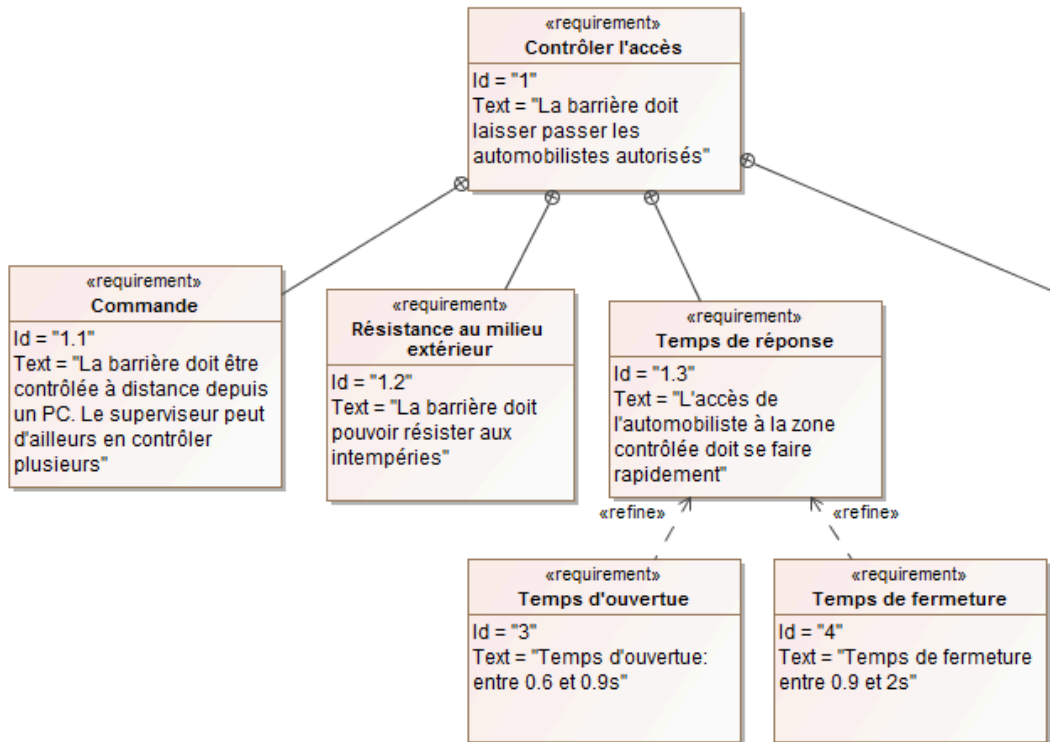 «requirement»
Contrôler l'accès
Id = "1"
Text = "La barrière doit
laisser passer les
automobilistes autorisés"
«requirement»
Commande
Id = "1.1"
Text = "La barrière doit être
contrôlée à distance depuis
un PC. Le superviseur peut
d'ailleurs en contrôler
plusieurs"
«requirement»
Résistance au milieu
extérieur
Id = "1.2"
Text = "La barrière doit
pouvoir résister aux
intempéries"
«requirement»
Temps de réponse
Id = "1.3"
Text = "L'accès de
l'automobiliste à la zone
contrôlée doit se faire
rapidement"
«refine»
«refine»
«requirement»
Temps d'ouvertue
Id = "3"
Text = "Temps d'ouvertue:
entre 0.6 et 0.9s"
«requirement»
Temps de fermeture
Id = "4"
Text = "Temps de fermeture
entre 0.9 et 2s"